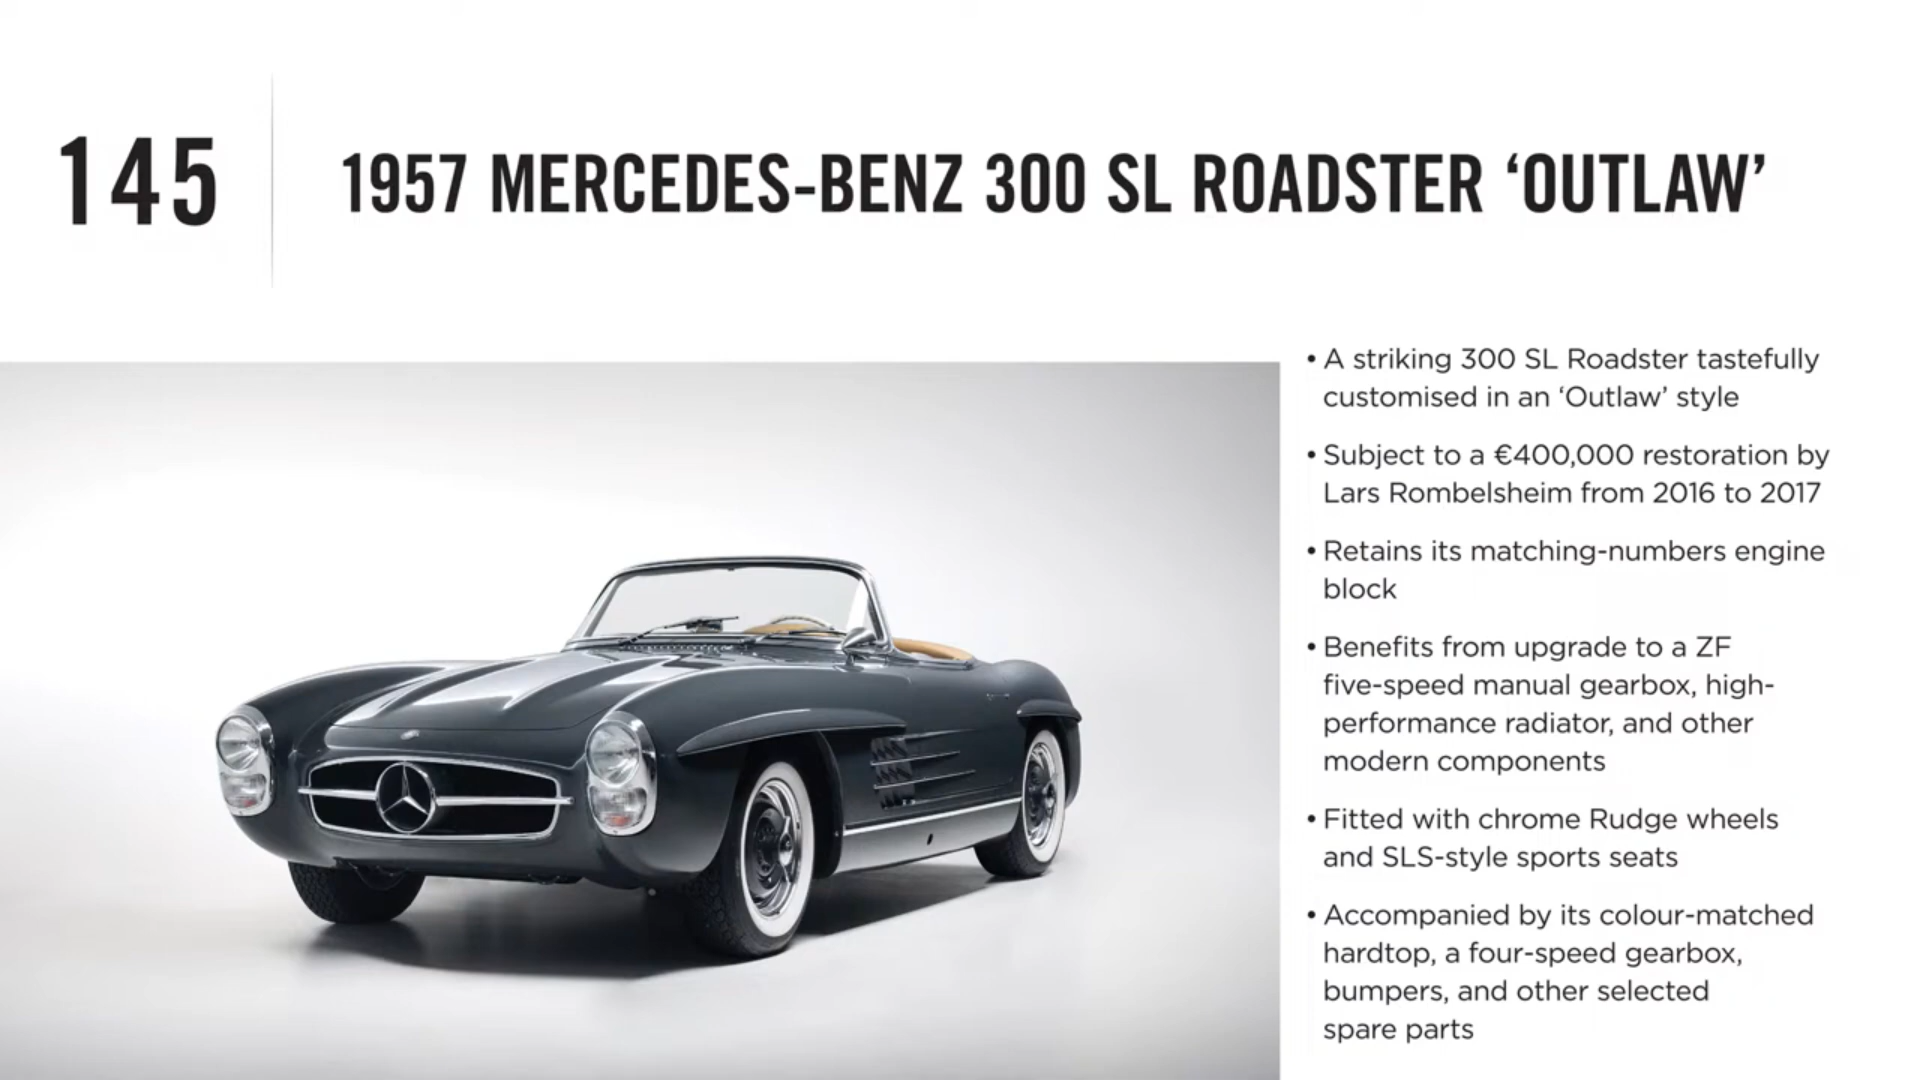 145
1957 MERCEDES-BENZ 300 SL ROADSTER ‘OUTLAW’
• A striking 300 SL Roadster tastefully
customised in an ‘Outlaw’ style
• Subject to a €400,000 restoration by
Lars Rombelsheim from 2016 to 2017
• Retains its matching-numbers engine
block
• Benefits from upgrade to a ZF
five-speed manual gearbox, high-
performance radiator, and other
modern components
• Fitted with chrome Rudge wheels
and SLS-style sports seats
• Accompanied by its colour-matched
hardtop, a four-speed gearbox,
bumpers, and other selected
spare parts